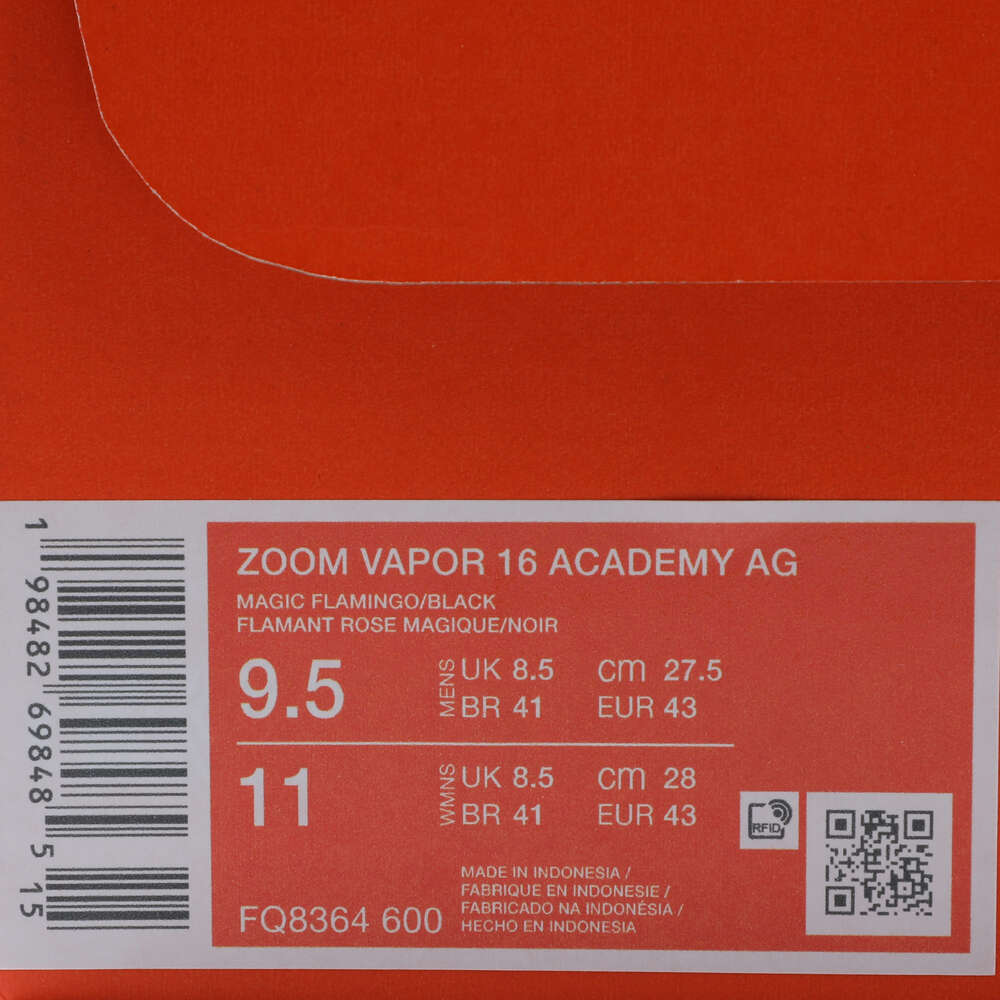 ZOOM VAPOR 16 ACADEMY AG
MAGIC FLAMINGO/BLACK
FLAMANT ROSE MAGIQUE/NOIR
9.5
MENS
UK 8.5 cm 27.5
BR 41 EUR 43
11
WMNS
UK 8.5 cm 28
BR 41 EUR 43
RFID
MADE IN INDONESIA /
FABRIQUE EN INDONESIE /
FABRICADO NA INDONÉSIA /
HECHO EN INDONESIA
FQ8364 600
1 98482 69848 5 15